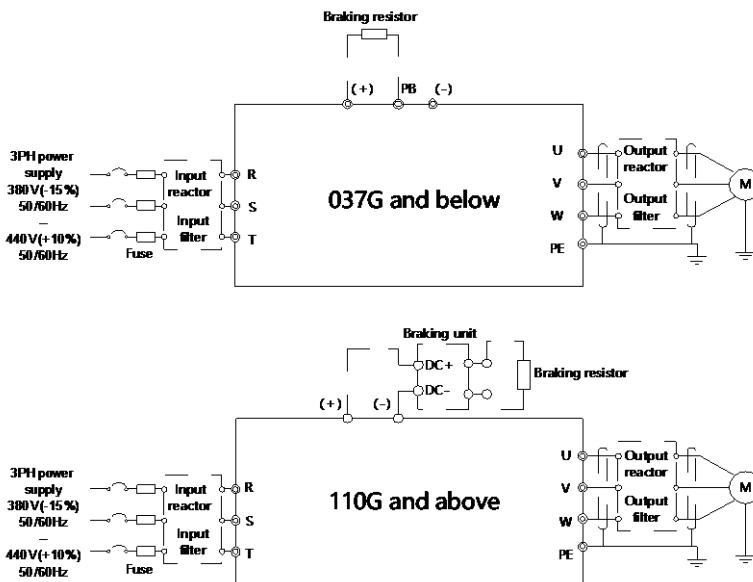 Braking resistor
(+)
PB
(-)
3PH power
supply
380V(-15%)
50/60Hz
–
440V(+10%)
50/60Hz
Fuse
Input
reactor
Input
filter
R
S
T
037G and below
U
V
W
PE
Output
reactor
Output
filter
M
Braking unit
DC+
DC-
Braking resistor
(+)
(-)
3PH power
supply
380V(-15%)
50/60Hz
–
440V(+10%)
50/60Hz
Fuse
Input
reactor
Input
filter
R
S
T
110G and above
U
V
W
PE
Output
reactor
Output
filter
M